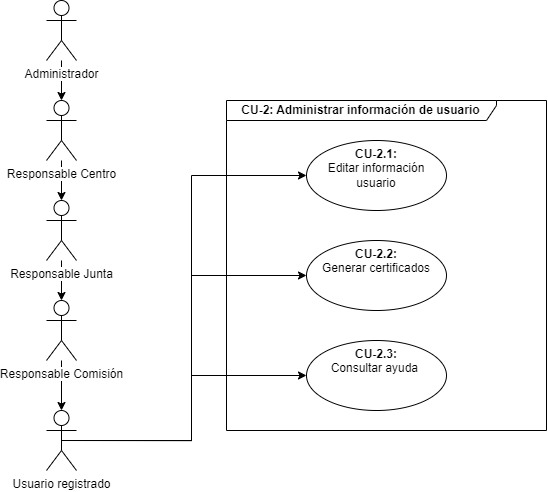 Administrador
CU-2: Administrar información de usuario
CU-2.1:
Editar información
usuario
Responsable Centro
CU-2.2:
Generar certificados
Responsable Junta
CU-2.3:
Consultar ayuda
Responsable Comisión
Usuario registrado